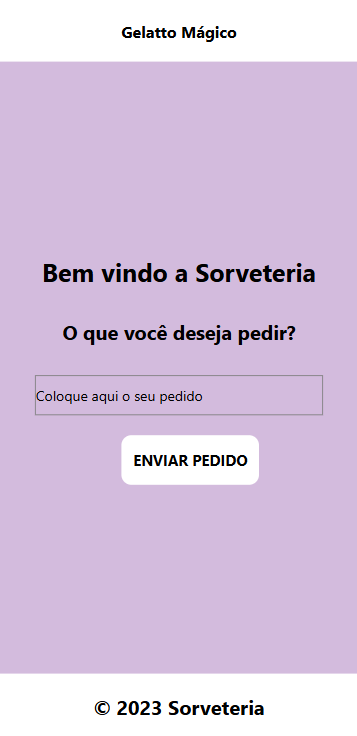 Gelatto Mágico
Bem vindo a Sorveteria
O que você deseja pedir?
Coloque aqui o seu pedido
ENVIAR PEDIDO
© 2023 Sorveteria